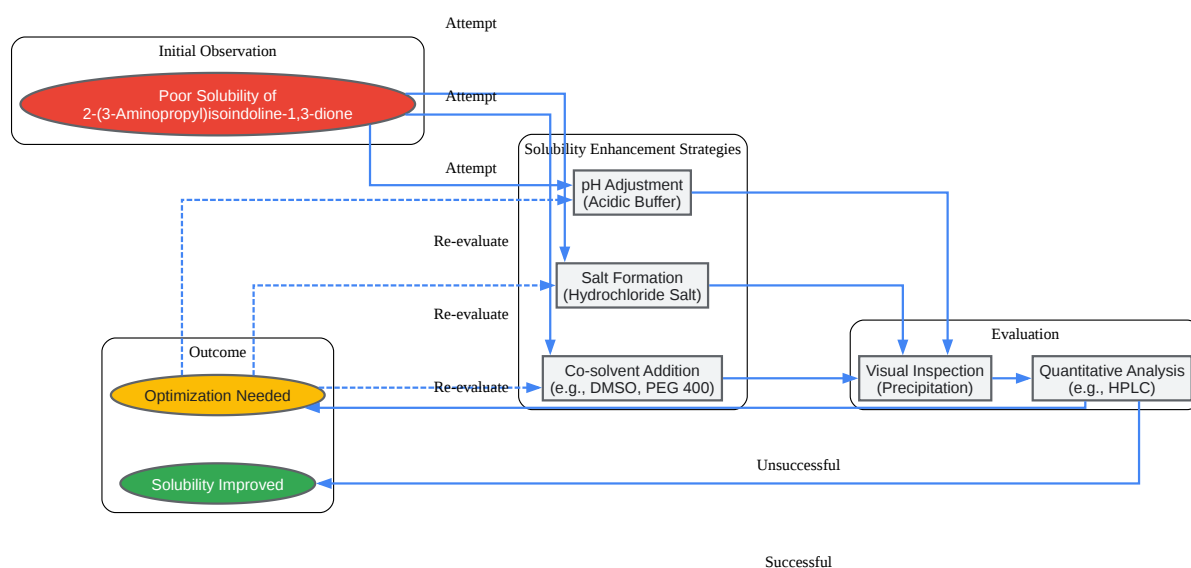 Attempt
Initial Observation
Poor Solubility of
2-(3-Aminopropyl)isoindoline-1,3-dione
Attempt
Attempt
Solubility Enhancement Strategies
pH Adjustment
(Acidic Buffer)
Re-evaluate
Salt Formation
(Hydrochloride Salt)
Re-evaluate
Co-solvent Addition
(e.g., DMSO, PEG 400)
Re-evaluate
Evaluation
Visual Inspection
(Precipitation)
Quantitative Analysis
(e.g., HPLC)
Outcome
Optimization Needed
Solubility Improved
Unsuccessful
Successful